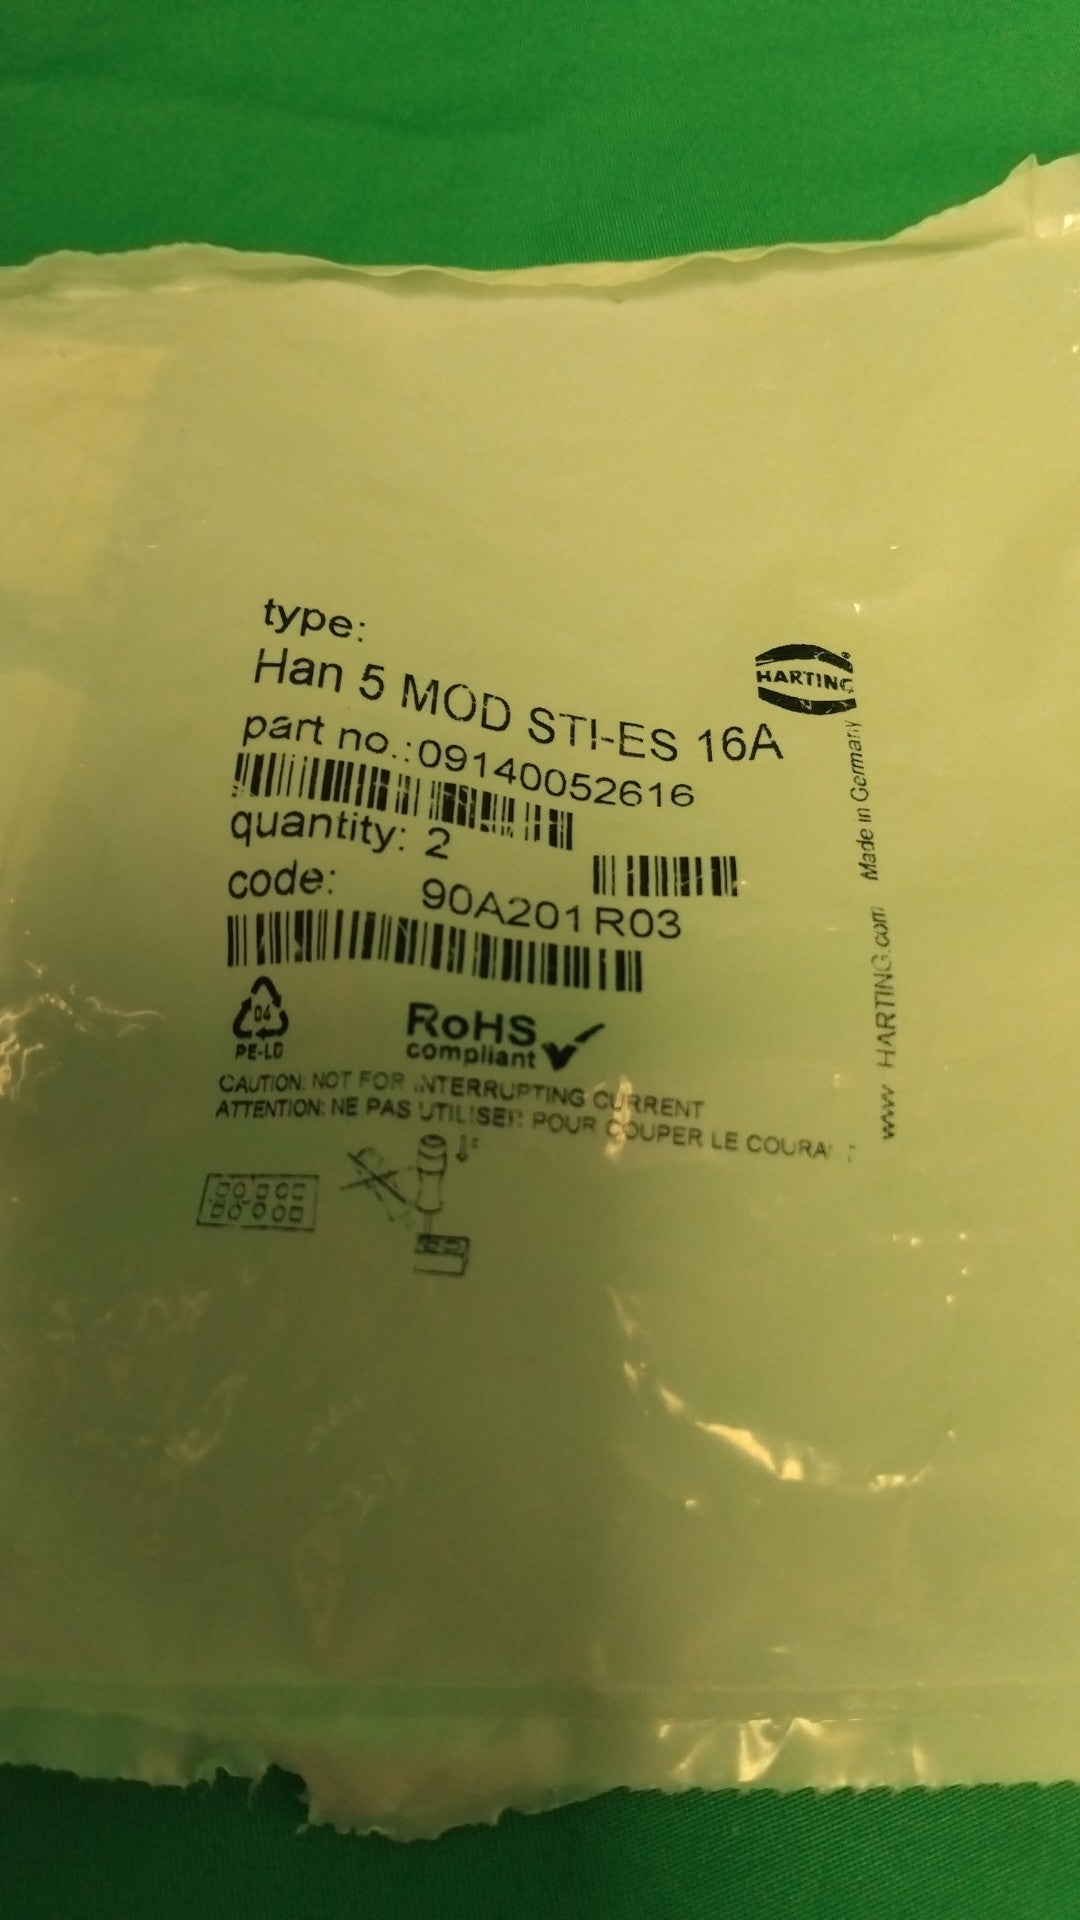 type:
Han 5 MOD STI-ES 16A
HARTING
part no.:09140052616
quantity: 2
code: 90A201 R03
04
PE-LD
RoHS
compliant
CAUTION: NOT FOR INTERRUPTING CURRENT
ATTENTION: NE PAS UTILISER POUR COUPER LE
www HARTING.com Made in Germany